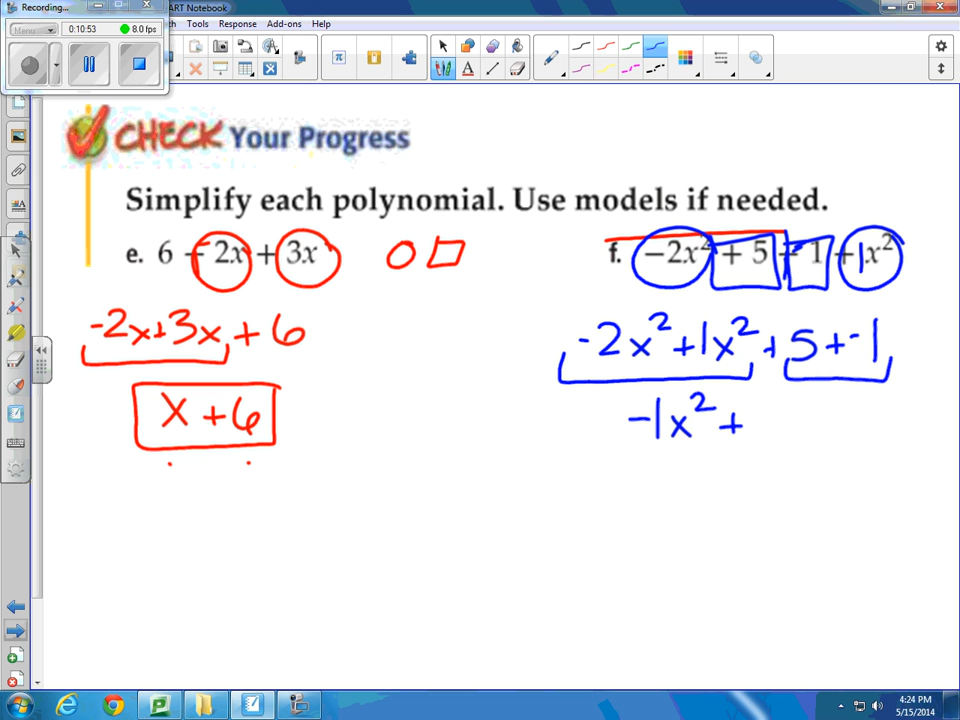 Recording...
ART Notebook
Menu
0:10:53
8.0 fps
Tools Response Add-ons Help
CHECK Your Progress
Simplify each polynomial. Use models if needed.
e. 6 − 2x + 3x
f. −2x² + 5 − 1 + 1x²
-2x+3x + 6
-2x² + 1x² + 5 + -1
x + 6
-1x² +
4:24 PM
5/15/2014